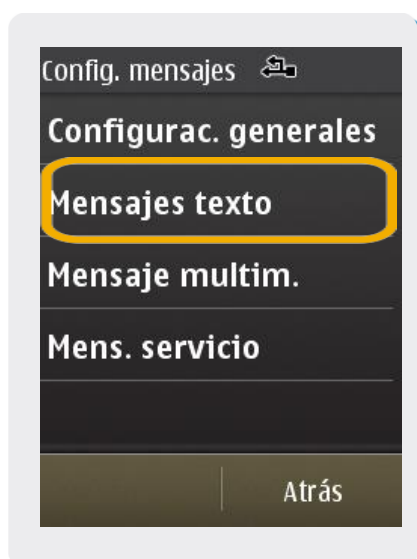 Config. mensajes
Configurac. generales
Mensajes texto
Mensaje multim.
Mens. servicio
Atrás